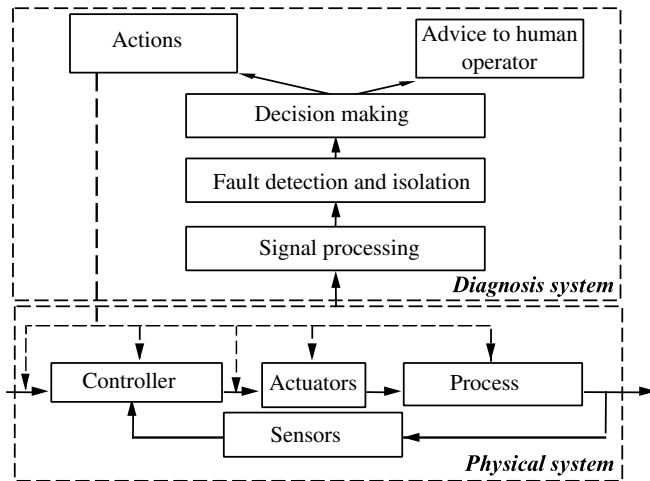 Actions
Advice to human
operator
Decision making
Fault detection and isolation
Signal processing
Diagnosis system
Controller
Actuators
Process
Sensors
Physical system